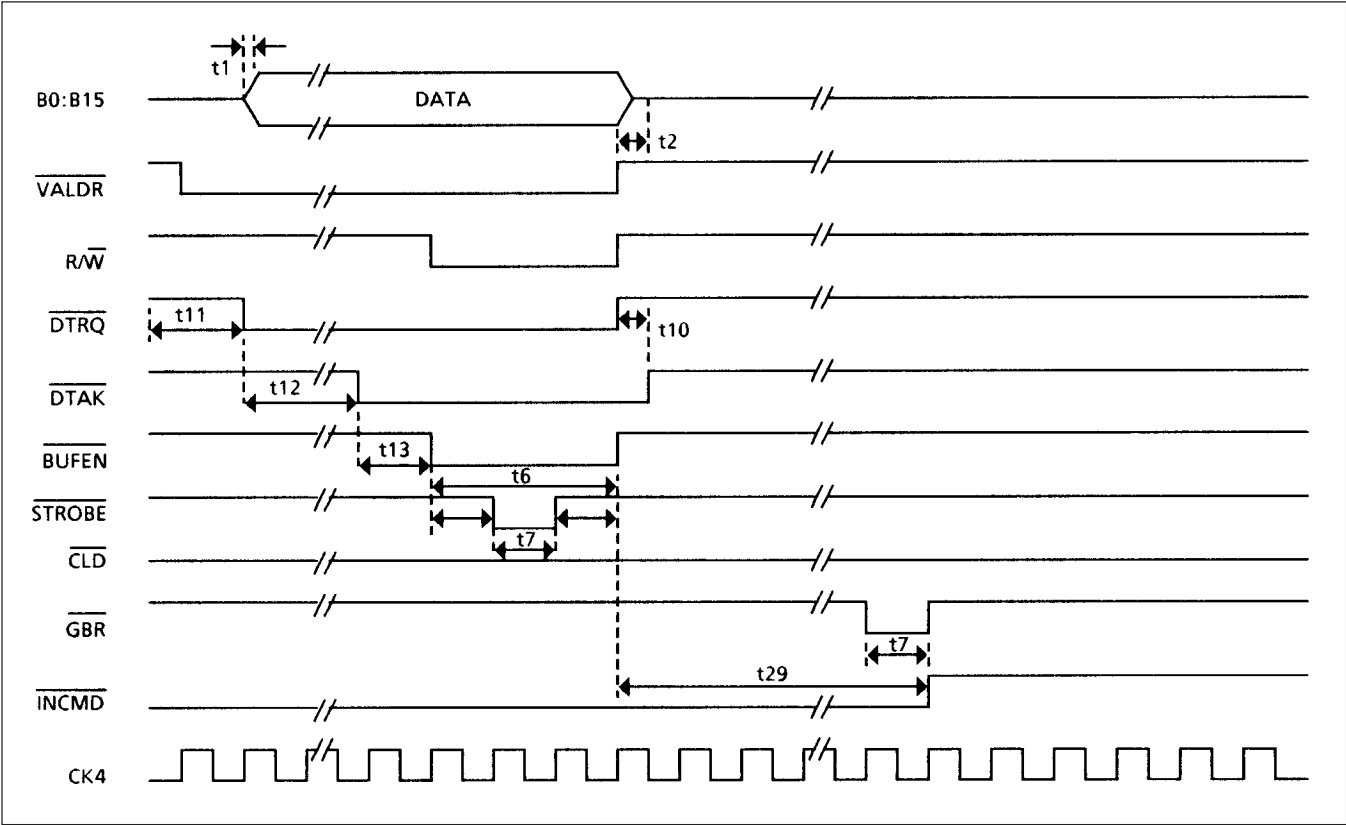 t1
B0:B15
DATA
t2
VALDR
R/W
DTRQ
t11
t10
DTAK
t12
BUFEN
t13
t6
STROBE
t7
CLD
GBR
t7
t29
INCMD
CK4